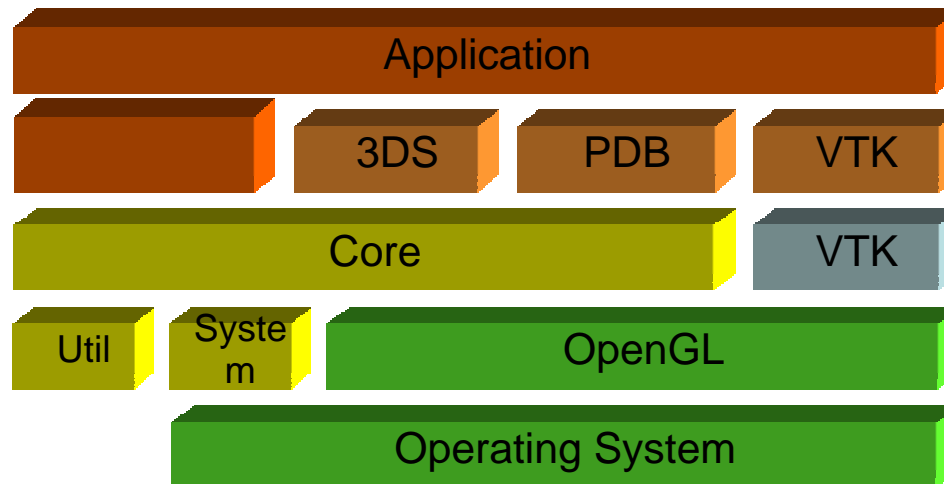 Application
3DS
PDB
VTK
Core
VTK
Util
Syste
m
OpenGL
Operating System